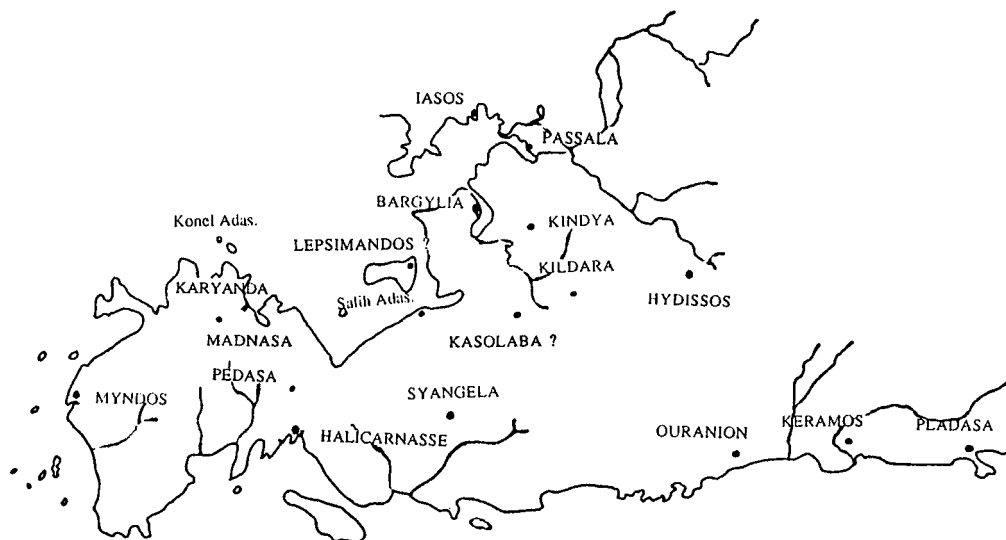 IASOS
PASSALA
BARGYLIA
KINDYA
Konel Adas.
LEPSIMANDOS ?
KILDARA
KARYANDA
Salih Adas.
HYDISSOS
MADNASA
KASOLABA ?
PEDASA
MYNDOS
SYANGELA
HALICARNASSE
OURANION
KERAMOS
PLADASA